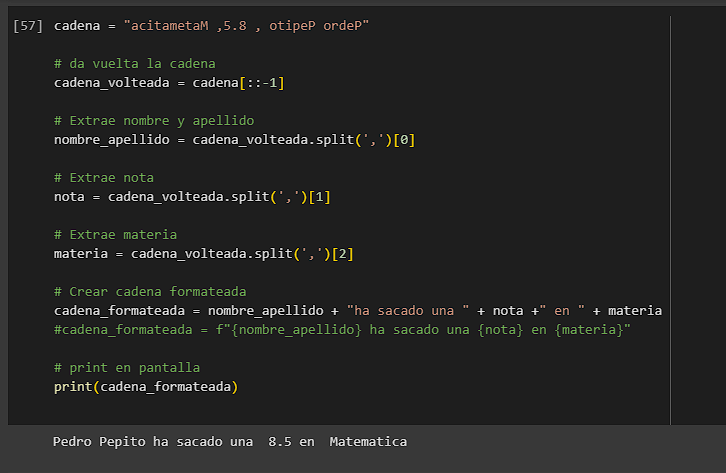 [57] cadena = "acitametaM ,5.8 , otipeP ordeP"
# da vuelta la cadena
cadena_volteada = cadena[::-1]
# Extrae nombre y apellido
nombre_apellido = cadena_volteada.split(',')[0]
# Extrae nota
nota = cadena_volteada.split(',')[1]
# Extrae materia
materia = cadena_volteada.split(',')[2]
# Crear cadena formateada
cadena_formateada = nombre_apellido + "ha sacado una " + nota +" en " + materia
#cadena_formateada = f"{nombre_apellido} ha sacado una {nota} en {materia}"
# print en pantalla
print(cadena_formateada)
Pedro Pepito ha sacado una  8.5 en  Matematica